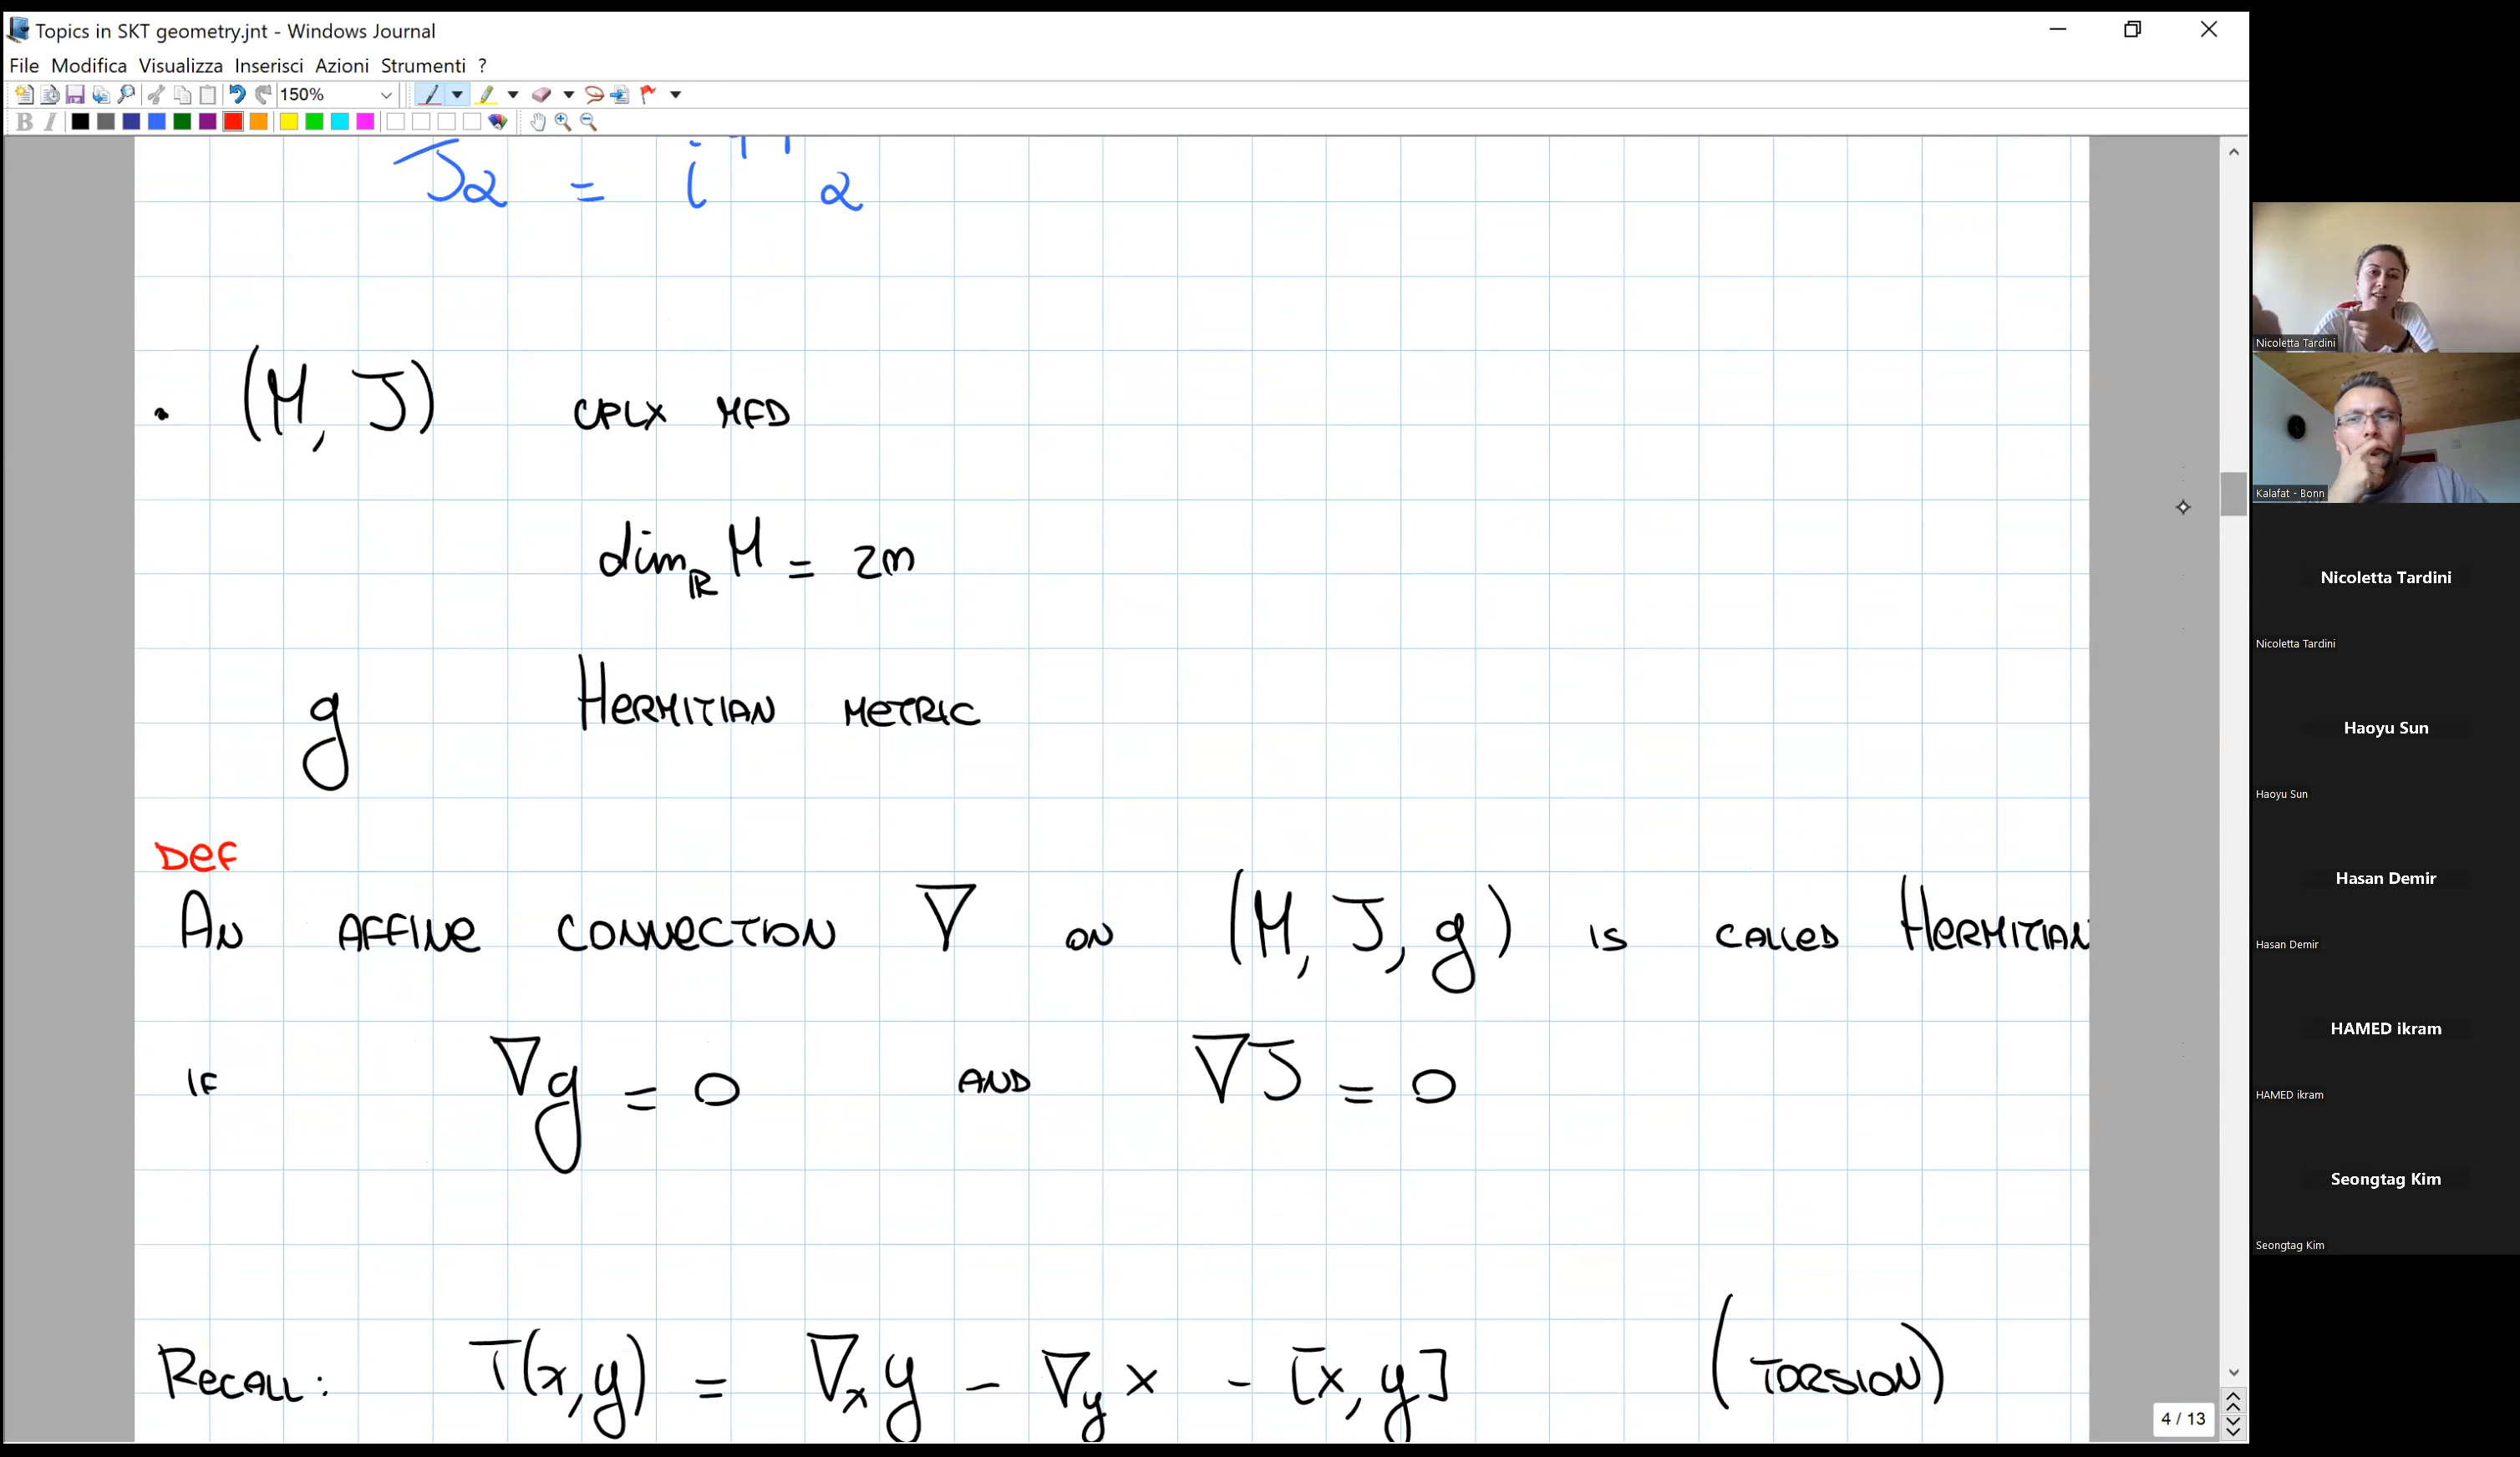 Topics in SKT geometry.jnt - Windows Journal
File Modifica Visualizza Inserisci Azioni Strumenti ?
150%
B I
Jα = i α
• (M, J) CPLX MFD
dim_R M = 2n
g HERMITIAN METRIC
Def
AN AFFINE CONNECTION ∇ ON (M, J, g) IS CALLED HERMITIAN
IF ∇g = 0 AND ∇J = 0
RECALL: T(x,y) = ∇_x y - ∇_y x - [x,y] (TORSION)
4 / 13
Nicoletta Tardini
Kalafat - Bonn
Nicoletta Tardini
Nicoletta Tardini
Haoyu Sun
Haoyu Sun
Hasan Demir
Hasan Demir
HAMED ikram
HAMED ikram
Seongtag Kim
Seongtag Kim